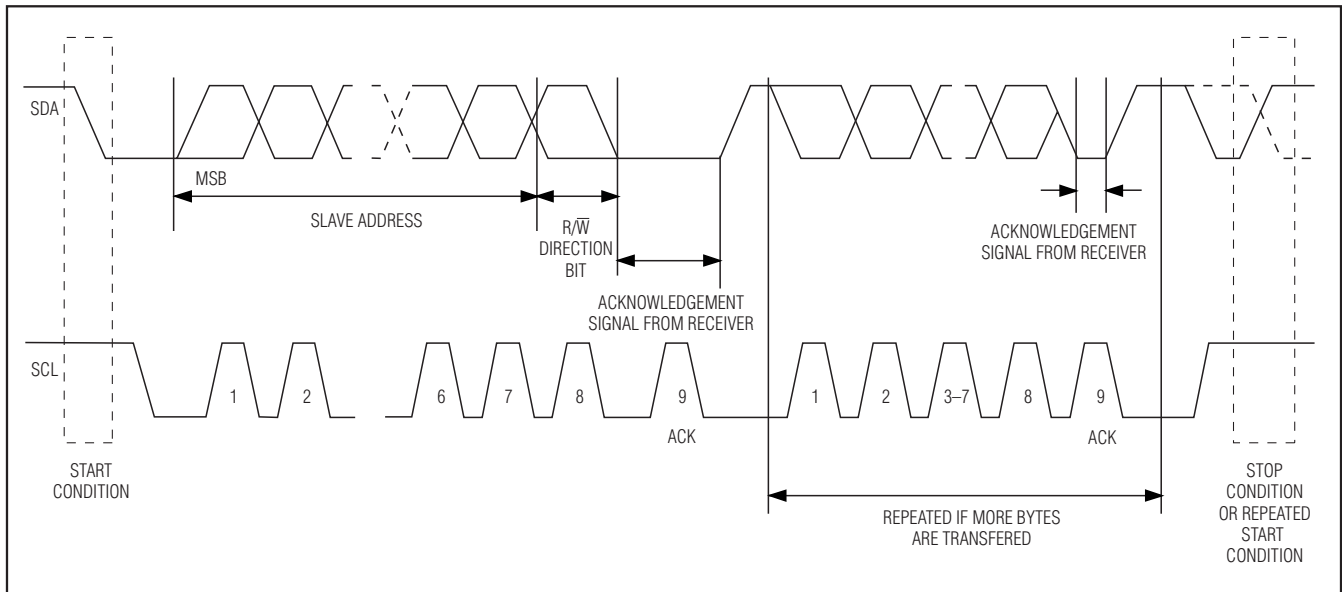 SDA
MSB
SLAVE ADDRESS
R/W̅
DIRECTION
BIT
ACKNOWLEDGEMENT
SIGNAL FROM RECEIVER
ACKNOWLEDGEMENT
SIGNAL FROM RECEIVER
SCL
1 2 6 7 8 9 1 2 3–7 8 9
ACK ACK
START
CONDITION
REPEATED IF MORE BYTES
ARE TRANSFERED
STOP
CONDITION
OR REPEATED
START
CONDITION